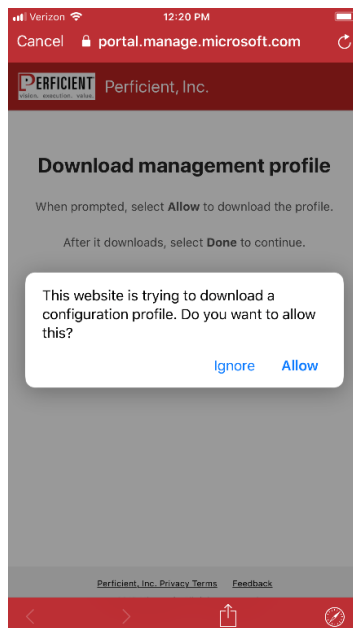 Verizon 12:20 PM
Cancel portal.manage.microsoft.com
PERFICIENT Perficient, Inc.
vision. execution. value.
Download management profile
When prompted, select Allow to download the profile.
After it downloads, select Done to continue.
This website is trying to download a
configuration profile. Do you want to allow
this?
Ignore Allow
Perficient, Inc. Privacy Terms Feedback